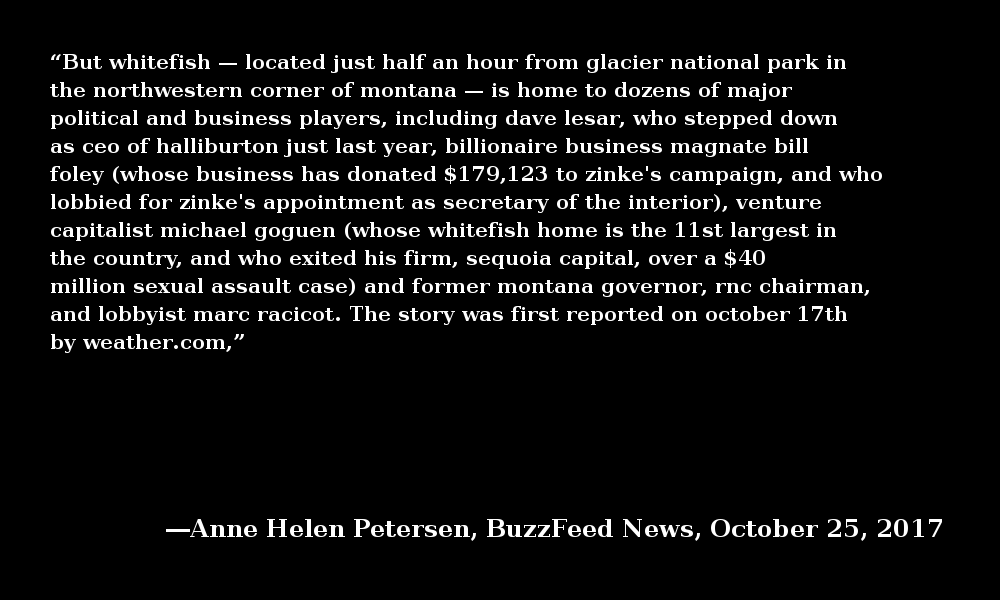 “But whitefish — located just half an hour from glacier national park in
the northwestern corner of montana — is home to dozens of major
political and business players, including dave lesar, who stepped down
as ceo of halliburton just last year, billionaire business magnate bill
foley (whose business has donated $179,123 to zinke's campaign, and who
lobbied for zinke's appointment as secretary of the interior), venture
capitalist michael goguen (whose whitefish home is the 11st largest in
the country, and who exited his firm, sequoia capital, over a $40
million sexual assault case) and former montana governor, rnc chairman,
and lobbyist marc racicot. The story was first reported on october 17th
by weather.com,”
—Anne Helen Petersen, BuzzFeed News, October 25, 2017